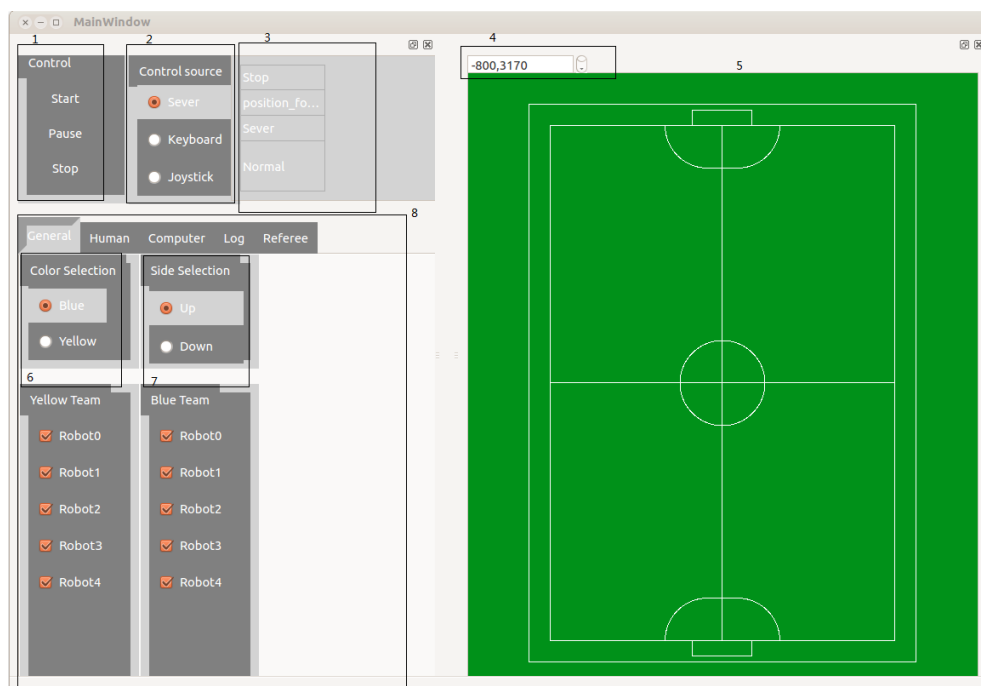 MainWindow
1
2
3
4
5
Control
Start
Pause
Stop
Control source
Sever
Keyboard
Joystick
Stop
position_fo...
Sever
Normal
-800,3170
8
General Human Computer Log Referee
Color Selection
Blue
Yellow
6
Side Selection
Up
Down
7
Yellow Team
Robot0
Robot1
Robot2
Robot3
Robot4
Blue Team
Robot0
Robot1
Robot2
Robot3
Robot4